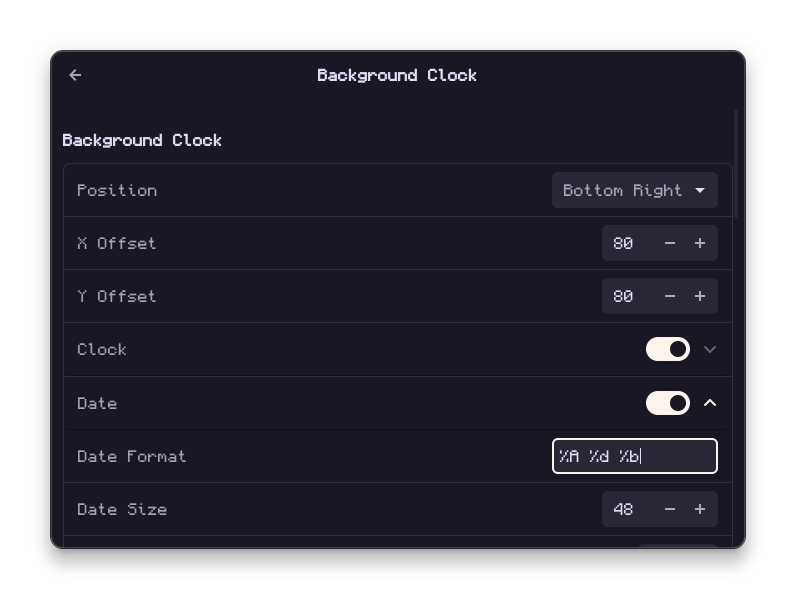 Background Clock
Background Clock
Position Bottom Right
X Offset 80 − +
Y Offset 80 − +
Clock
Date
Date Format %A %d %b
Date Size 48 − +